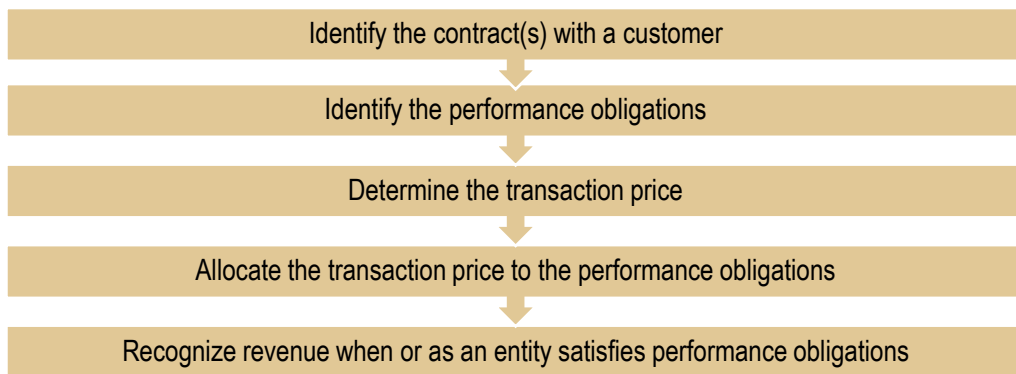 Identify the contract(s) with a customer
Identify the performance obligations
Determine the transaction price
Allocate the transaction price to the performance obligations
Recognize revenue when or as an entity satisfies performance obligations